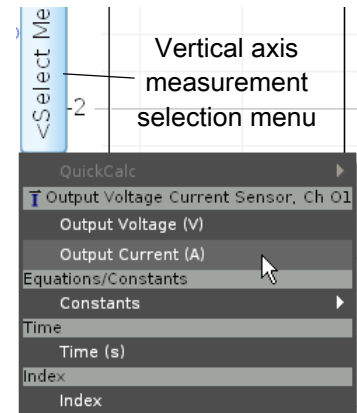 <Select Me
Vertical axis
measurement
selection menu
-2
QuickCalc
Output Voltage Current Sensor, Ch 01
Output Voltage (V)
Output Current (A)
Equations/Constants
Constants
Time
Time (s)
Index
Index